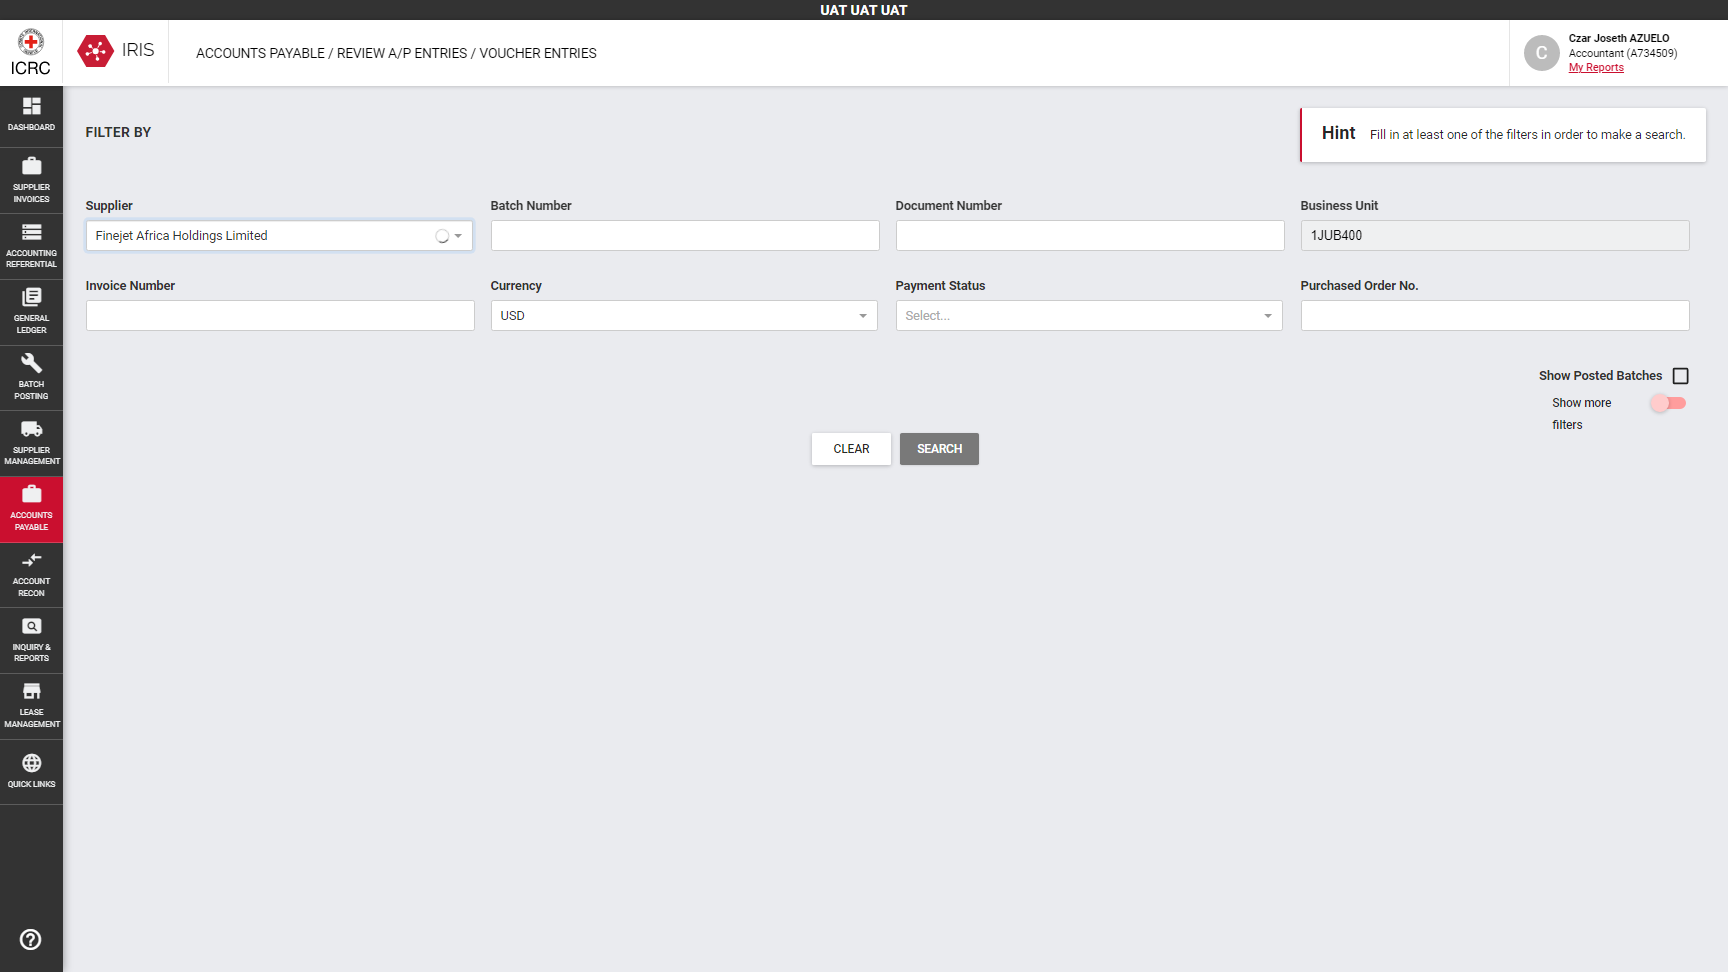 UAT UAT UAT
ICRC
IRIS
ACCOUNTS PAYABLE / REVIEW A/P ENTRIES / VOUCHER ENTRIES
C
Czar Joseth AZUELO
Accountant (A734509)
My Reports
DASHBOARD
SUPPLIER
INVOICES
ACCOUNTING
REFERENTIAL
GENERAL
LEDGER
BATCH
POSTING
SUPPLIER
MANAGEMENT
ACCOUNTS
PAYABLE
ACCOUNT
RECON
INQUIRY &
REPORTS
LEASE
MANAGEMENT
QUICK LINKS
FILTER BY
Hint Fill in at least one of the filters in order to make a search.
Supplier
Finejet Africa Holdings Limited
Batch Number
Document Number
Business Unit
1JUB400
Invoice Number
Currency
USD
Payment Status
Select...
Purchased Order No.
Show Posted Batches
Show more
filters
CLEAR
SEARCH